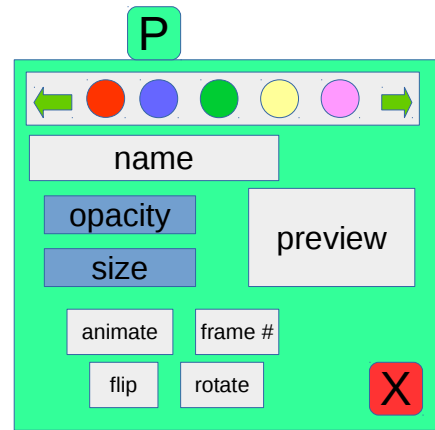 P
name
opacity
preview
size
animate
frame #
flip
rotate
X